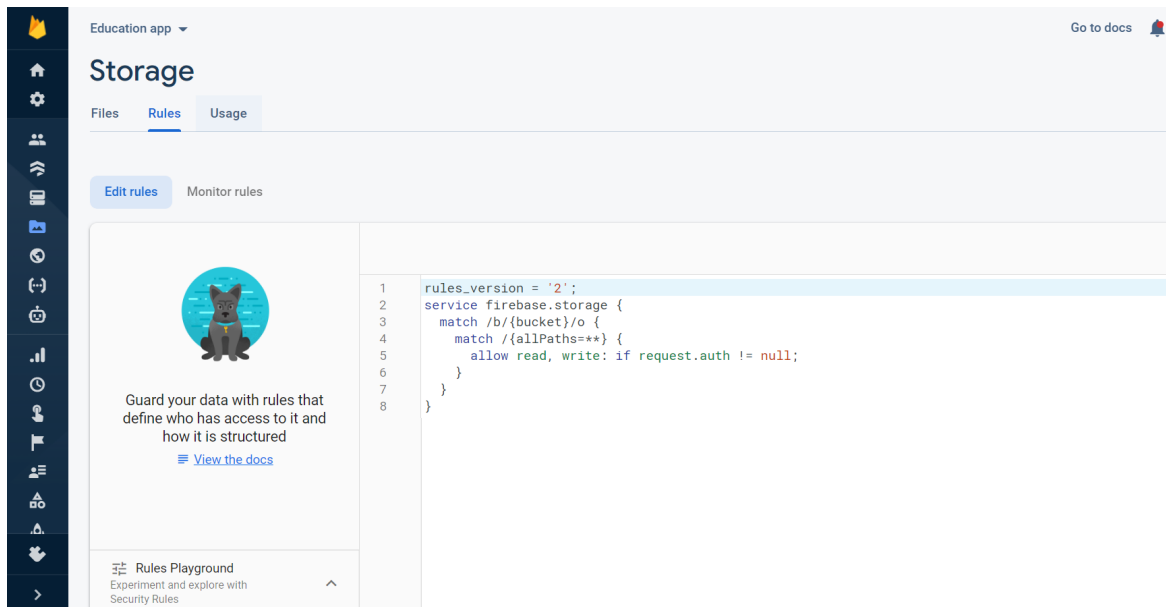 Education app
Go to docs
Storage
Files Rules Usage
Edit rules Monitor rules
Guard your data with rules that
define who has access to it and
how it is structured
View the docs
Rules Playground
Experiment and explore with
Security Rules
1 rules_version = '2';
2 service firebase.storage {
3 match /b/{bucket}/o {
4 match /{allPaths=**} {
5 allow read, write: if request.auth != null;
6 }
7 }
8 }